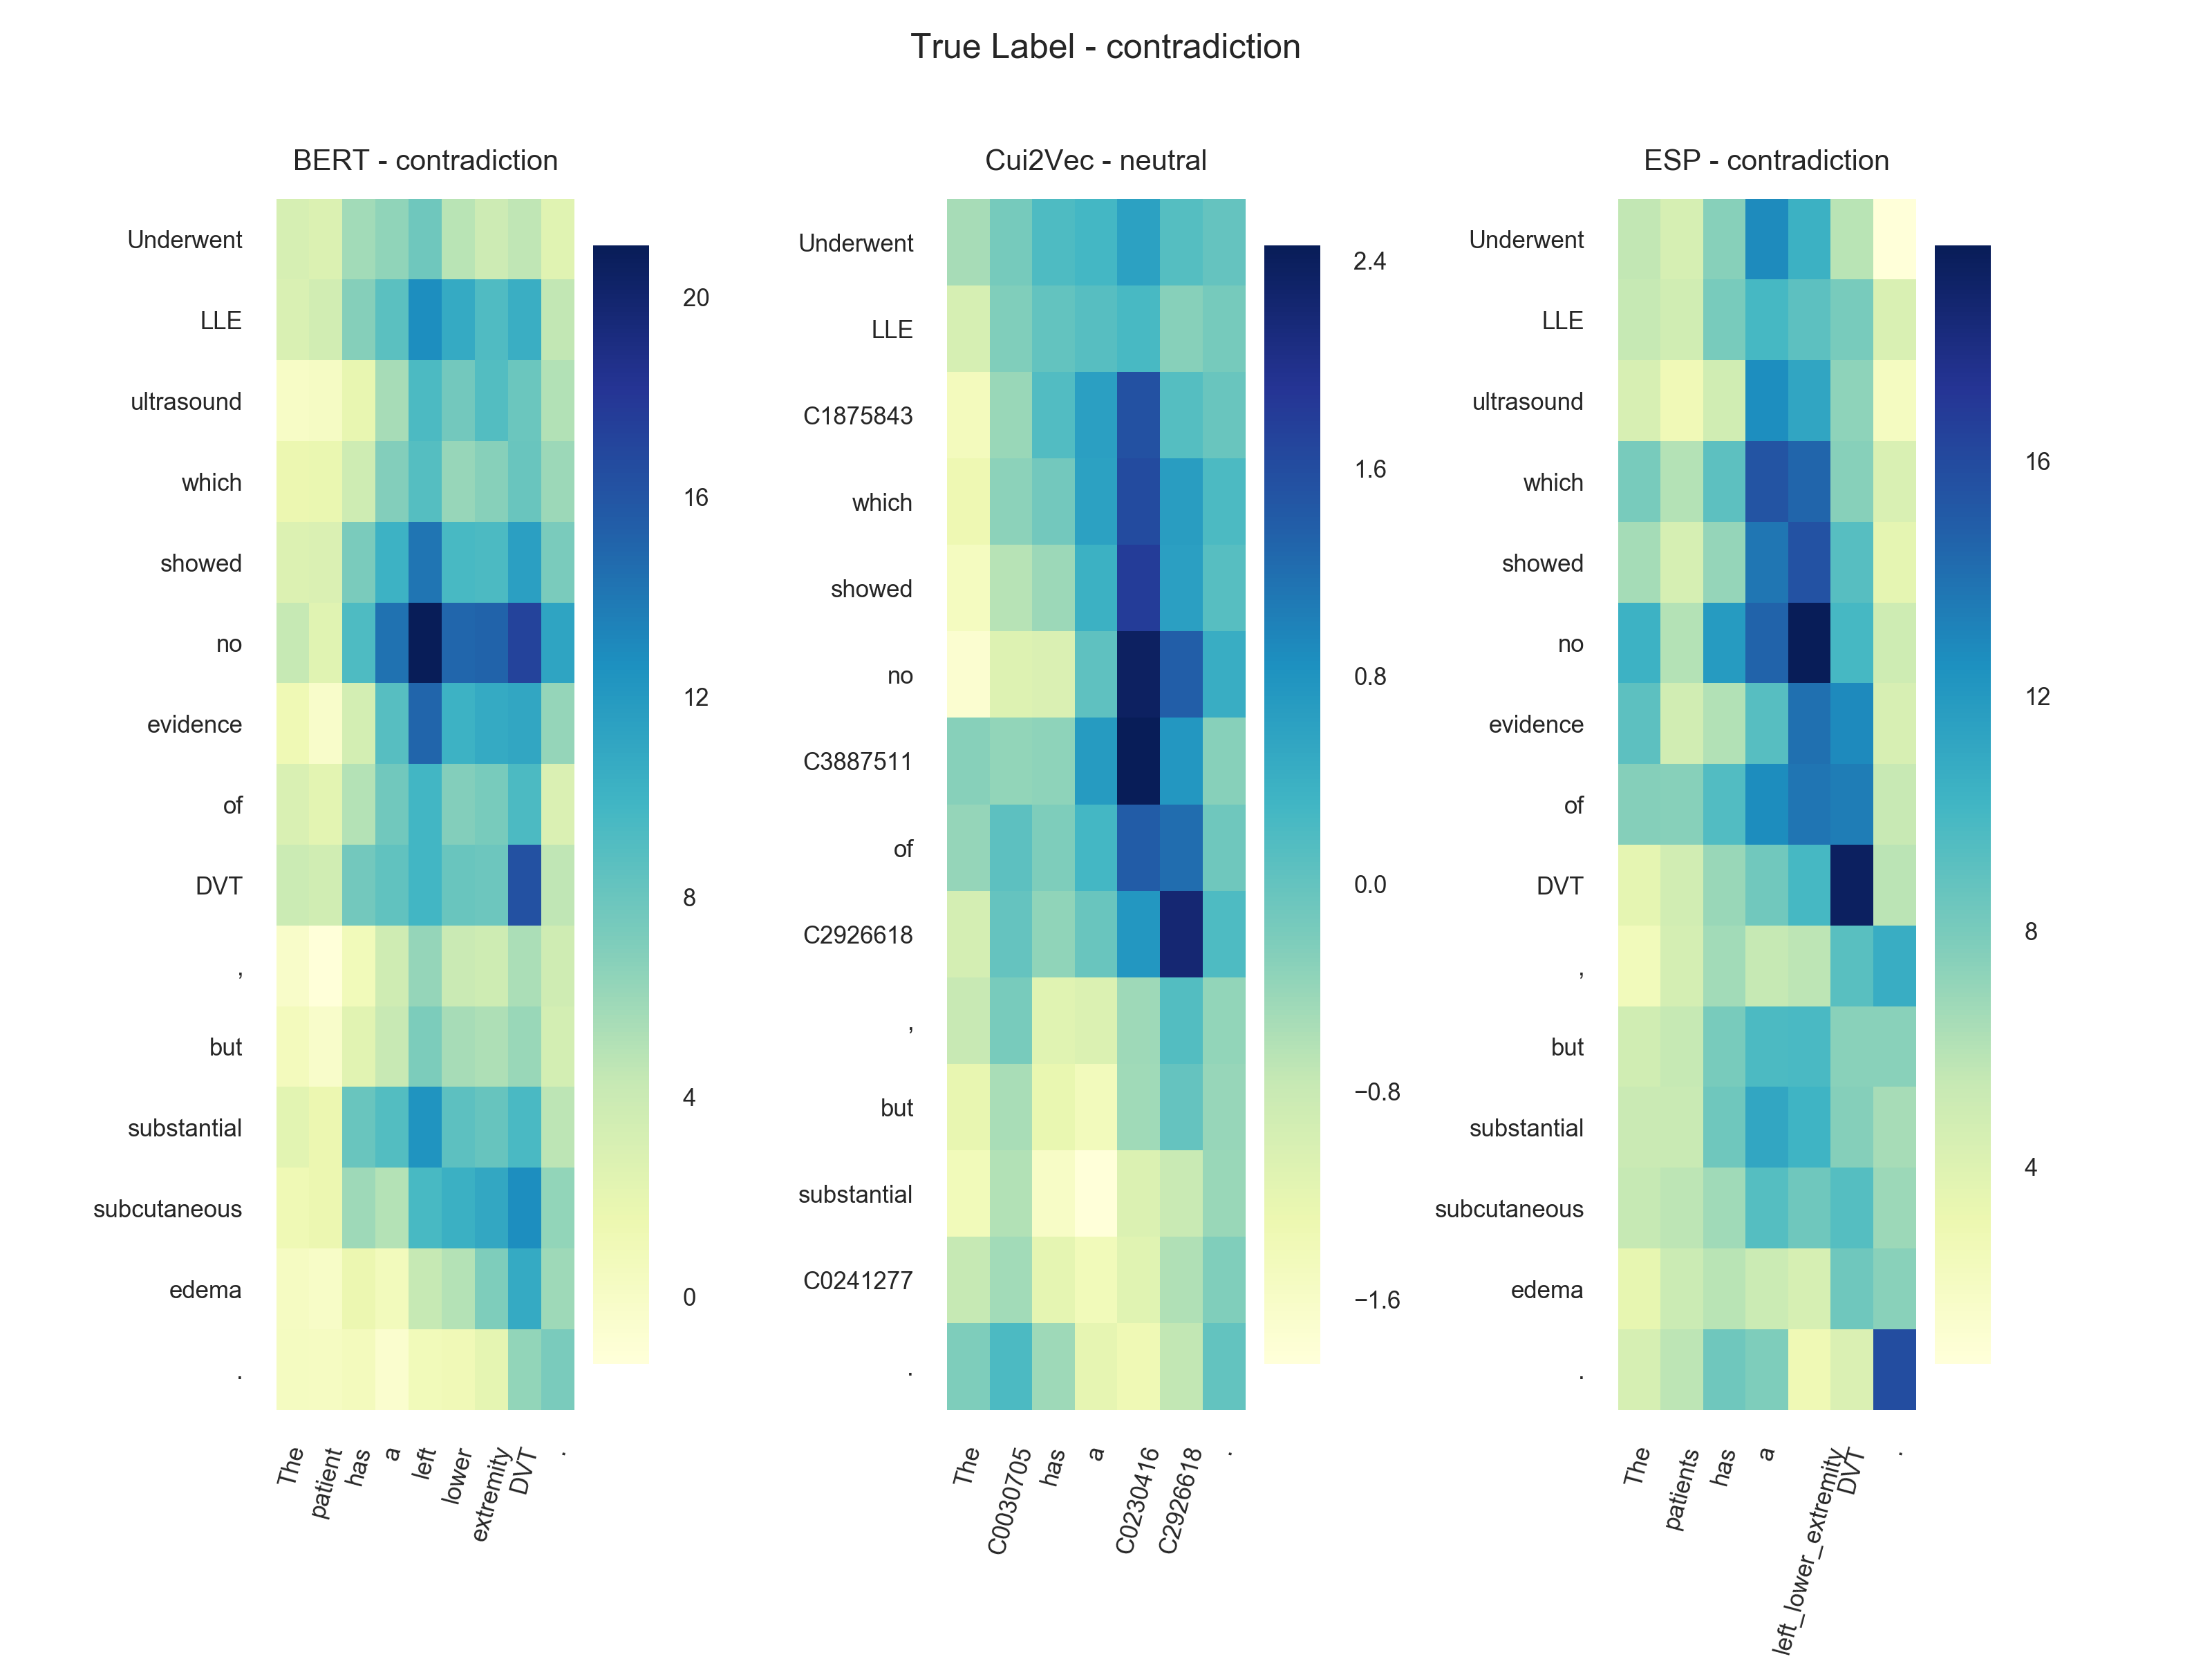 True Label - contradiction
BERT - contradiction
Underwent
LLE
ultrasound
which
showed
no
evidence
of
DVT
,
but
substantial
subcutaneous
edema
.
The patient has a left lower extremity DVT .
20
16
12
8
4
0
Cui2Vec - neutral
Underwent
LLE
C1875843
which
showed
no
C3887511
of
C2926618
,
but
substantial
C0241277
.
The C0030705 has a C0230416 C2926618 .
2.4
1.6
0.8
0.0
−0.8
−1.6
ESP - contradiction
Underwent
LLE
ultrasound
which
showed
no
evidence
of
DVT
,
but
substantial
subcutaneous
edema
.
The patients has a left_lower_extremity DVT .
16
12
8
4